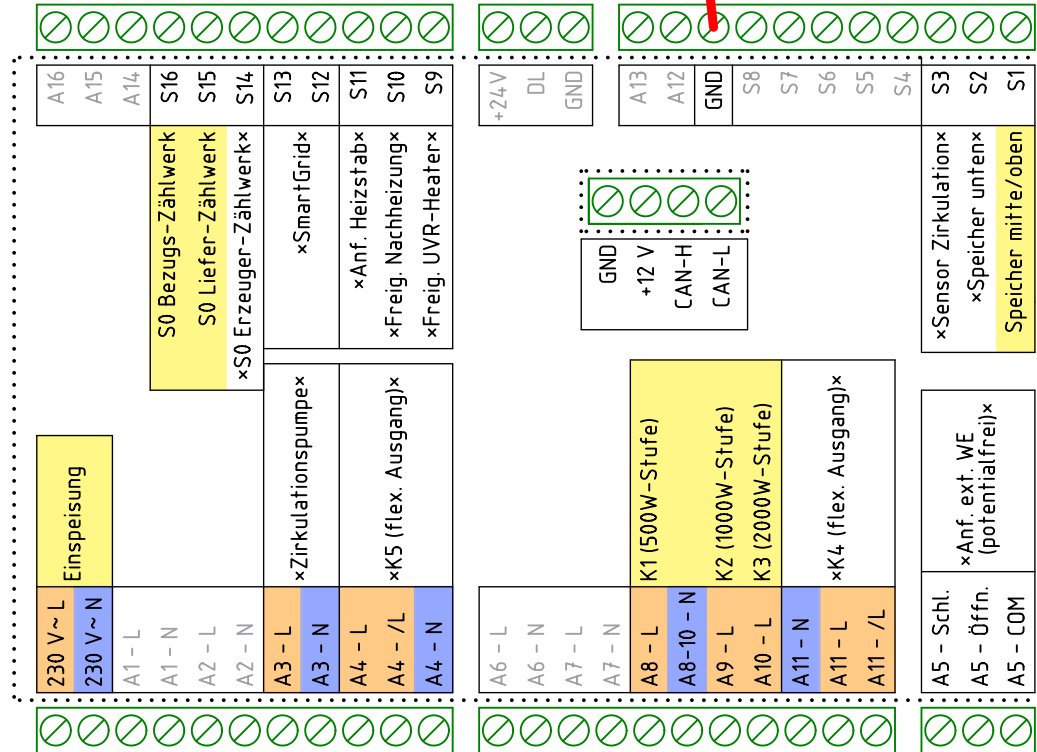 A16
A15
A14
S16
S15
S14
S13
S12
S11
S10
S9
+24V
DL
GND
A13
A12
GND
S8
S7
S6
S5
S4
S3
S2
S1
S0 Bezugs-Zählwerk
S0 Liefer-Zählwerk
×S0 Erzeuger-Zählwerk×
×SmartGrid×
×Anf. Heizstab×
×Freig. Nachheizung×
×Freig. UVR-Heater×
GND
+12 V
CAN-H
CAN-L
×Sensor Zirkulation×
×Speicher unten×
Speicher mitte/oben
Einspeisung
×Zirkulationspumpe×
×K5 (flex. Ausgang)×
K1 (500W-Stufe)
K2 (1000W-Stufe)
K3 (2000W-Stufe)
×K4 (flex. Ausgang)×
×Anf. ext. WE
(potentialfrei)×
230 V~ L
230 V~ N
A1 - L
A1 - N
A2 - L
A2 - N
A3 - L
A3 - N
A4 - L
A4 - /L
A4 - N
A6 - L
A6 - N
A7 - L
A7 - N
A8 - L
A8-10 - N
A9 - L
A10 - L
A11 - N
A11 - L
A11 - /L
A5 - Schl.
A5 - Öffn.
A5 - COM